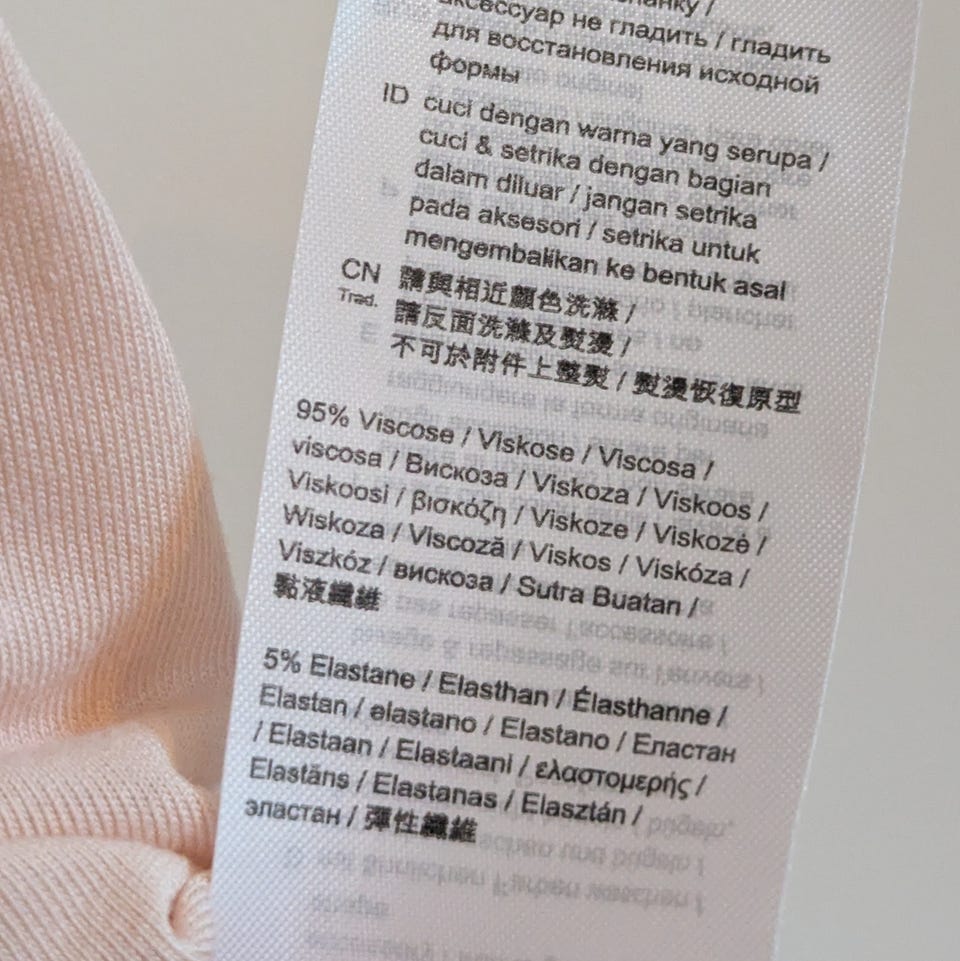 аксессуар не гладить / гладить
для восстановления исходной
формы
ID cuci dengan warna yang serupa /
cuci & setrika dengan bagian
dalam diluar / jangan setrika
pada aksesori / setrika untuk
mengembalikan ke bentuk asal
CN 請與相近顏色洗滌 /
Trad. 請反面洗滌及熨燙 /
不可於附件上整熨 / 熨燙恢復原型
95% Viscose / Viskose / Viscosa /
viscosa / Вискоза / Viskoza / Viskoos /
Viskoosi / βισκόζη / Viskoze / Viskozė /
Wiskoza / Viscoză / Viskos / Viskóza /
Viszkóz / вискоза / Sutra Buatan /
黏液纖維
5% Elastane / Elasthan / Élasthanne /
Elastan / elastano / Elastano / Эластан
/ Elastaan / Elastaani / ελαστομερής /
Elastāns / Elastanas / Elasztán /
эластан / 彈性纖維